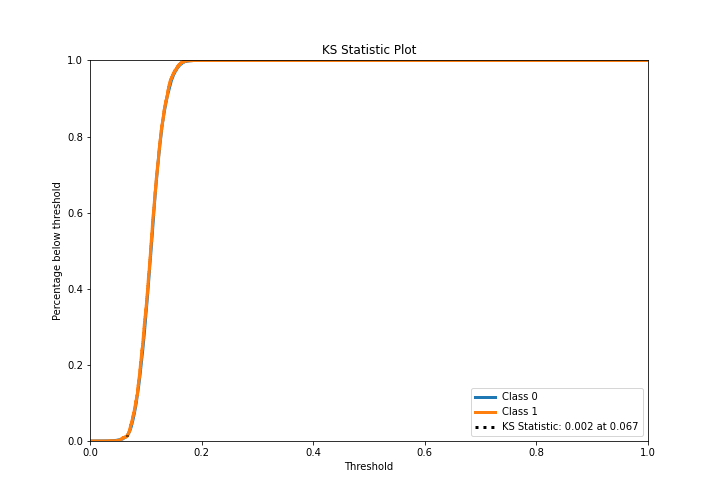 KS Statistic Plot
1.0
0.8
0.6
0.4
0.2
0.0
Percentage below threshold
Class 0
Class 1
KS Statistic: 0.002 at 0.067
0.0 0.2 0.4 0.6 0.8 1.0
Threshold